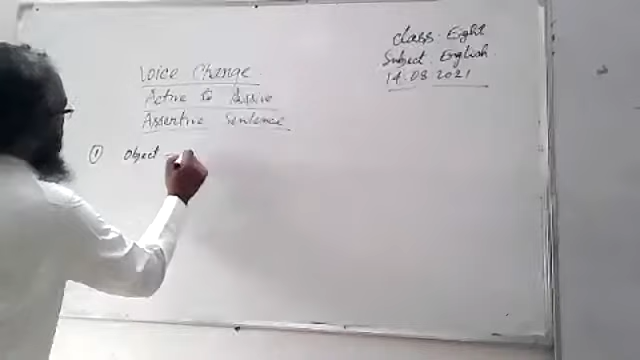 class: Eight
Subject: English
14.08.2021
Voice Change
Active to Passive
Assertive Sentence
① Object